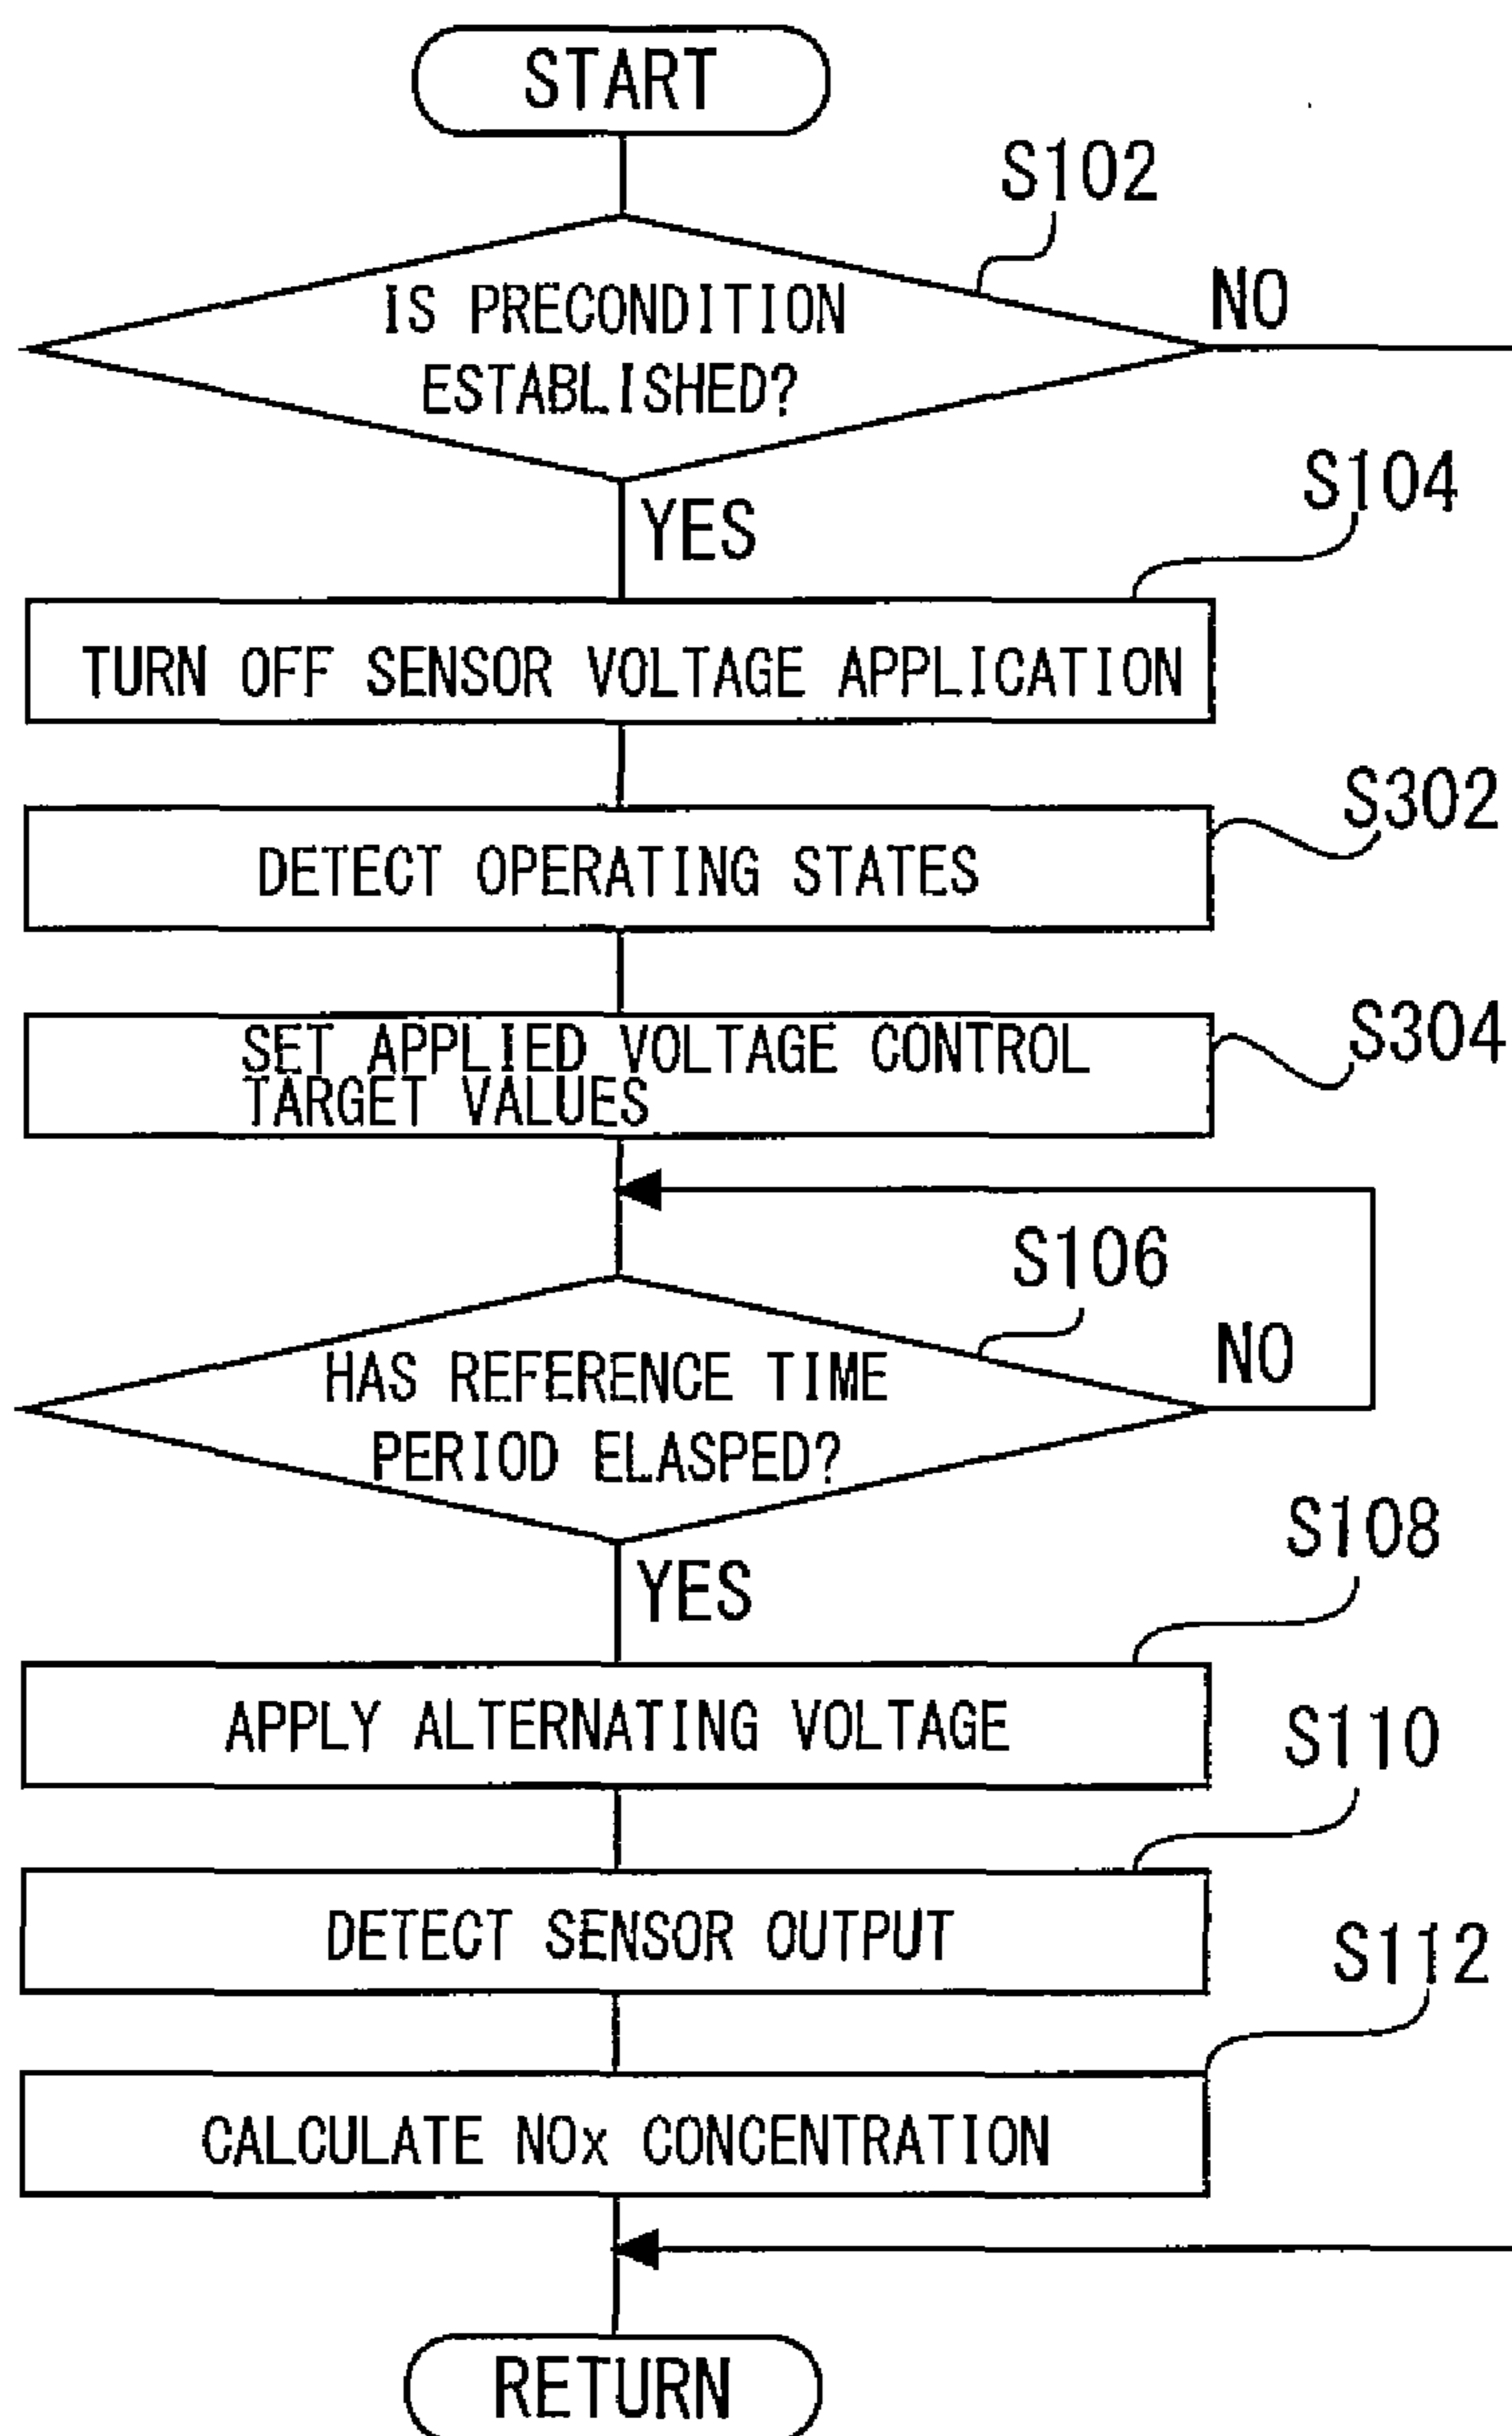 START
S102
IS PRECONDITION
ESTABLISHED?
NO
YES
S104
TURN OFF SENSOR VOLTAGE APPLICATION
S302
DETECT OPERATING STATES
S304
SET APPLIED VOLTAGE CONTROL
TARGET VALUES
S106
HAS REFERENCE TIME
PERIOD ELASPED?
NO
YES
S108
APPLY ALTERNATING VOLTAGE
S110
DETECT SENSOR OUTPUT
S112
CALCULATE NOx CONCENTRATION
RETURN